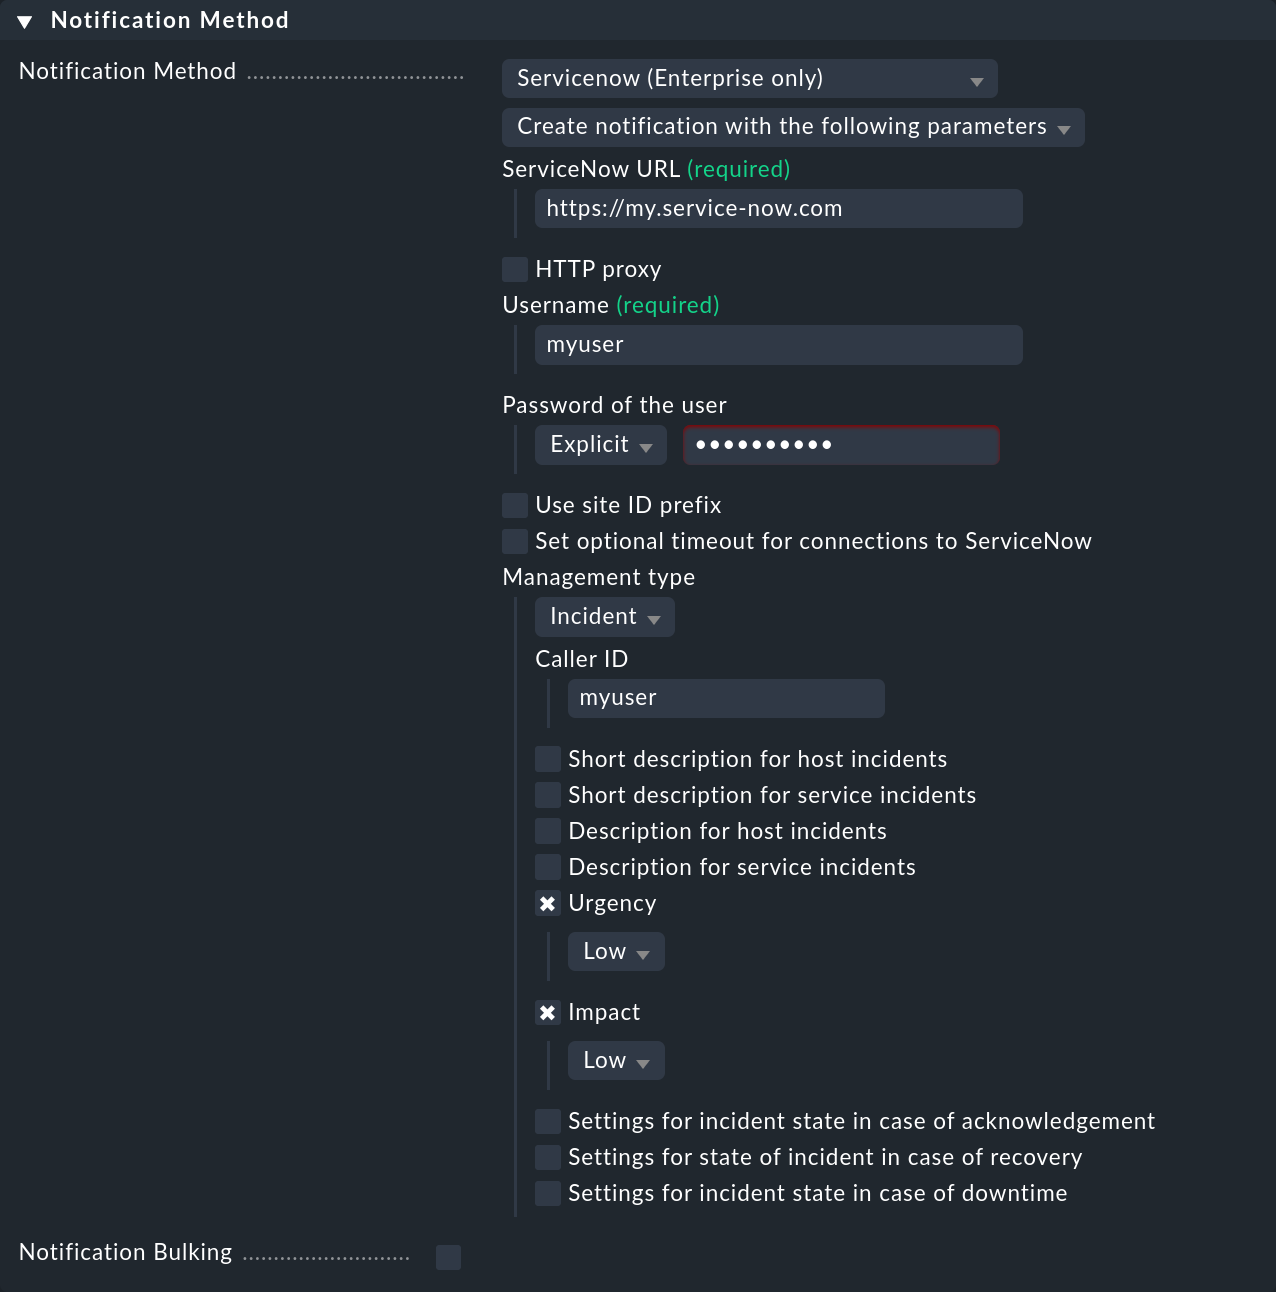 Notification Method
Notification Method
Servicenow (Enterprise only)
Create notification with the following parameters
ServiceNow URL (required)
https://my.service-now.com
HTTP proxy
Username (required)
myuser
Password of the user
Explicit ••••••••••
Use site ID prefix
Set optional timeout for connections to ServiceNow
Management type
Incident
Caller ID
myuser
Short description for host incidents
Short description for service incidents
Description for host incidents
Description for service incidents
Urgency
Low
Impact
Low
Settings for incident state in case of acknowledgement
Settings for state of incident in case of recovery
Settings for incident state in case of downtime
Notification Bulking